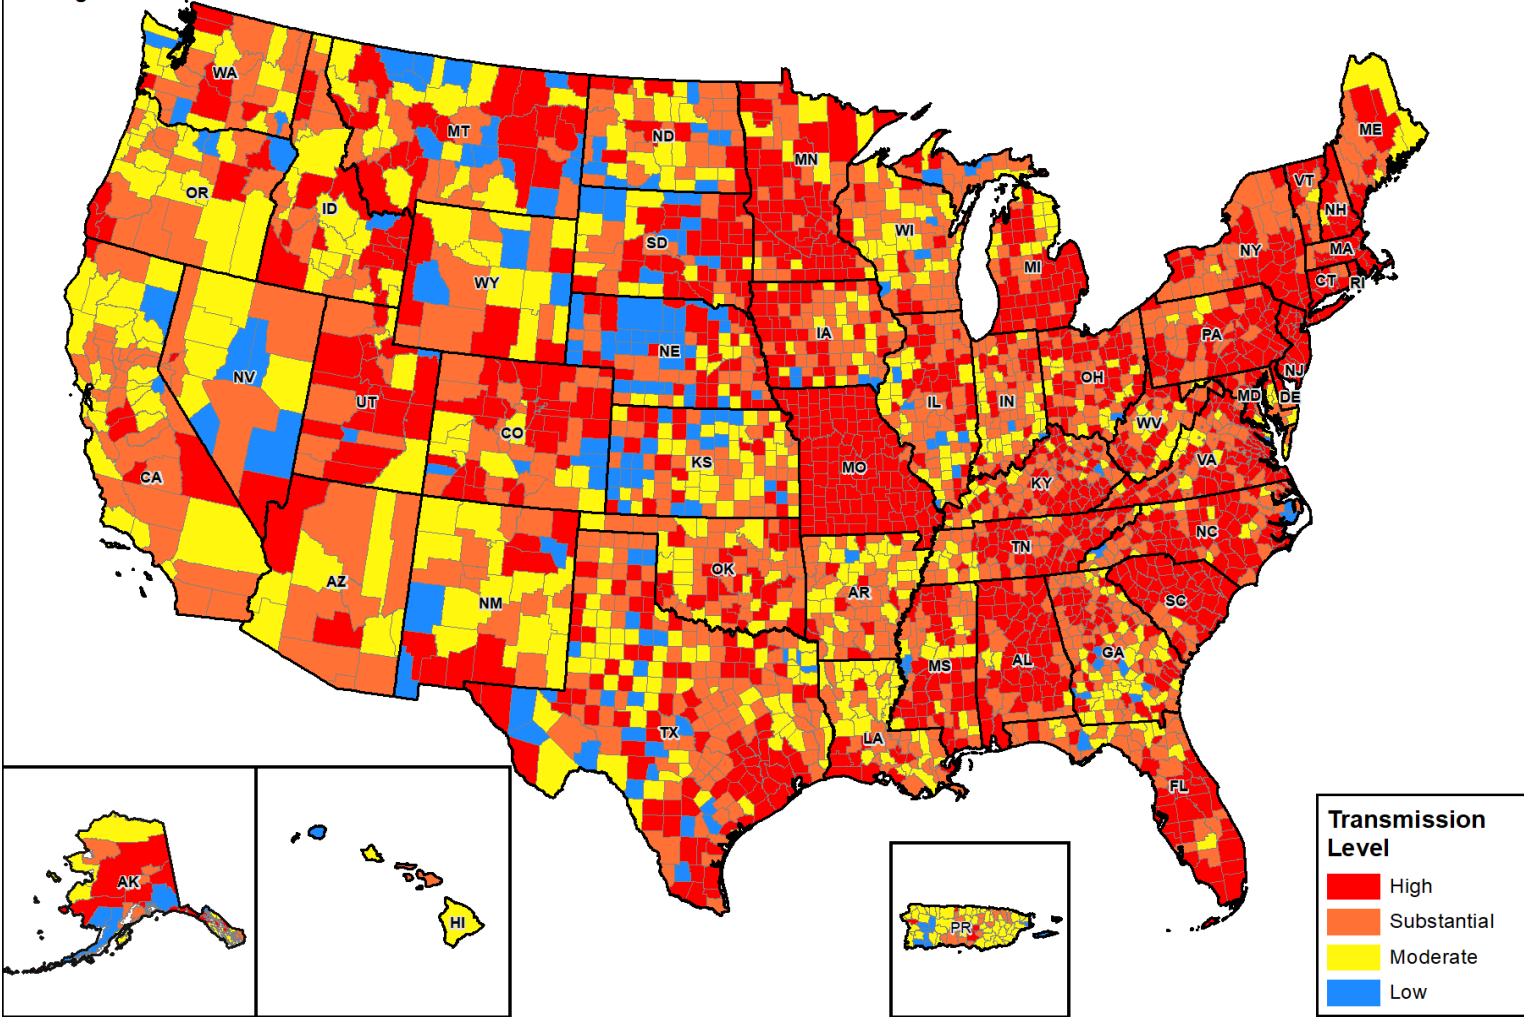 WA
MT
ND
MN
ME
OR
ID
SD
WI
VT
NH
NY
MA
MI
CT
RI
WY
IA
PA
NE
NV
UT
CO
IL
IN
OH
NJ
MD
DE
WV
CA
KS
MO
KY
VA
AZ
NM
OK
AR
TN
NC
SC
MS
AL
GA
TX
LA
FL
AK
HI
PR
Transmission
Level
High
Substantial
Moderate
Low